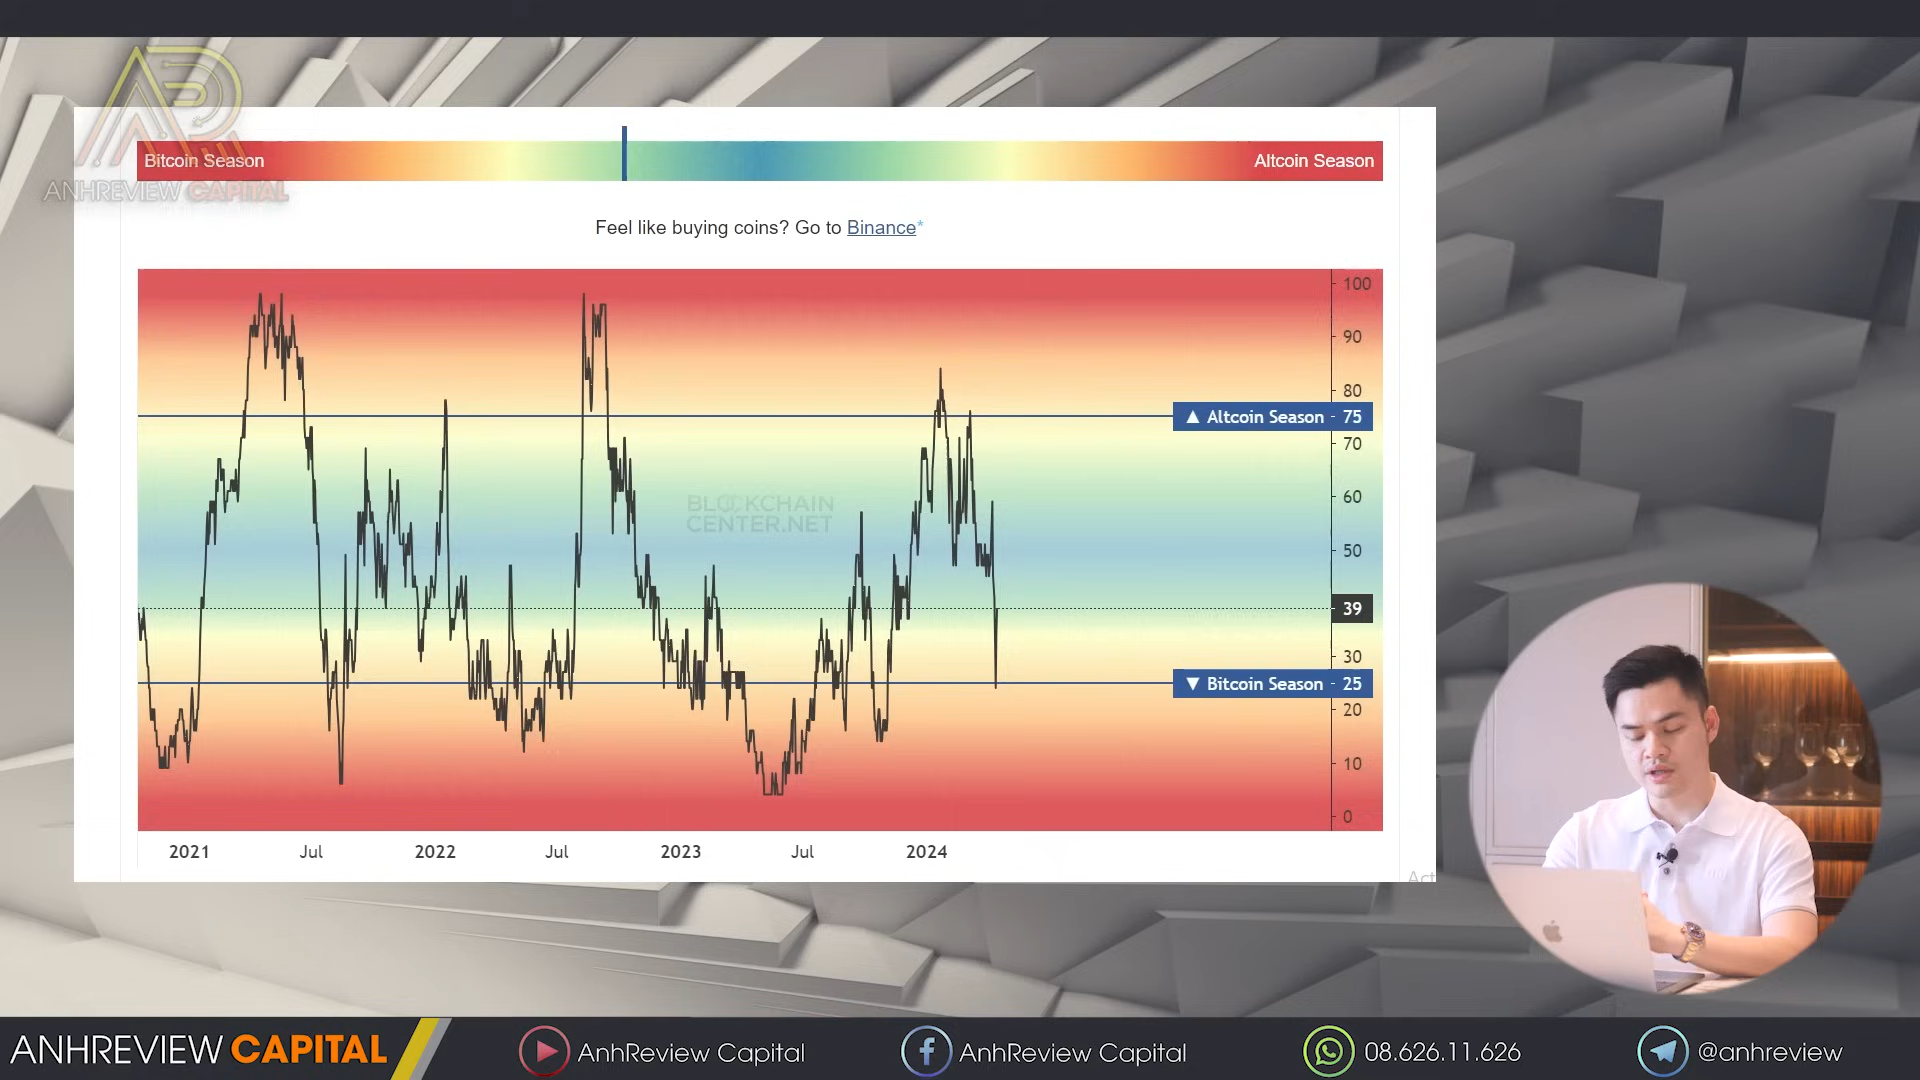 ANHREVIEW CAPITAL
Bitcoin Season
Altcoin Season
Feel like buying coins? Go to Binance*
100
90
80
▲ Altcoin Season - 75
70
BLOCKCHAIN
CENTER.NET
60
50
39
30
▼ Bitcoin Season - 25
20
10
0
2021 Jul 2022 Jul 2023 Jul 2024
Act
ANHREVIEW CAPITAL
AnhReview Capital
AnhReview Capital
08.626.11.626
@anhreview